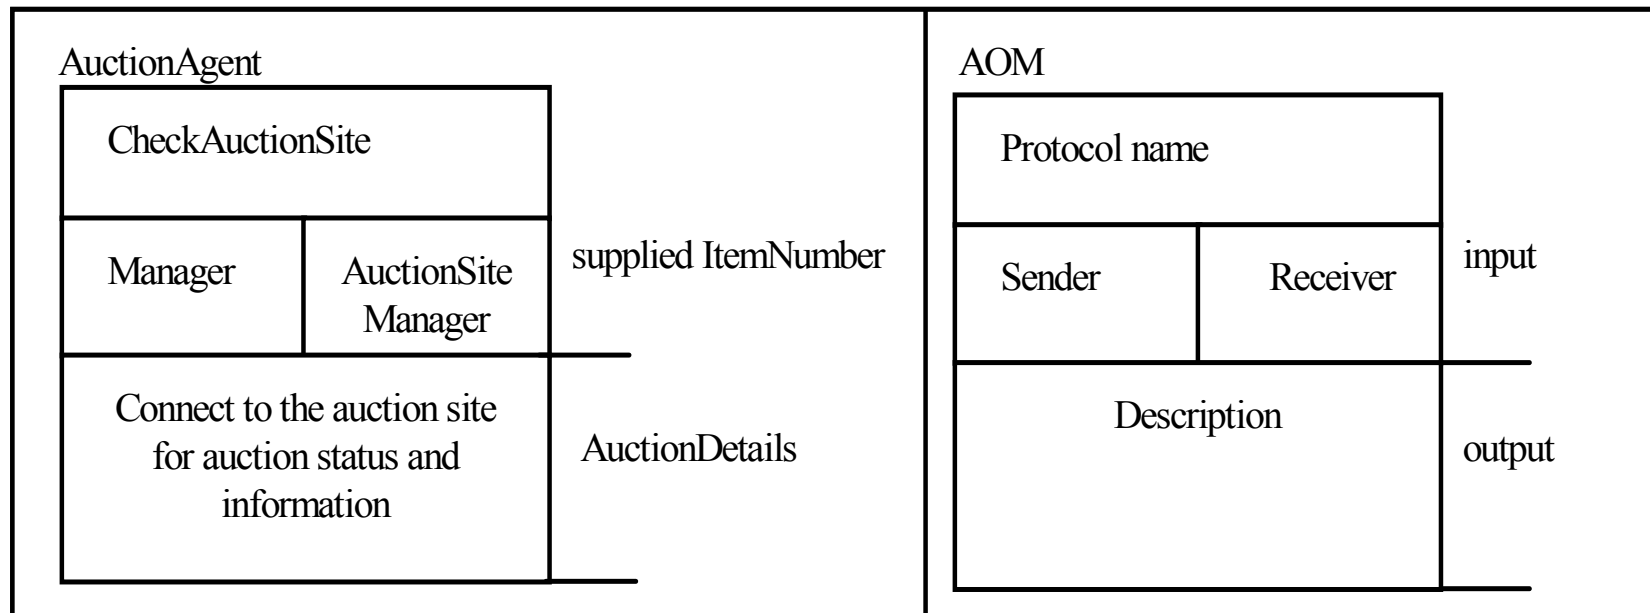 AuctionAgent
CheckAuctionSite
Manager
AuctionSite
Manager
supplied ItemNumber
Connect to the auction site
for auction status and
information
AuctionDetails
AOM
Protocol name
Sender
Receiver
input
Description
output